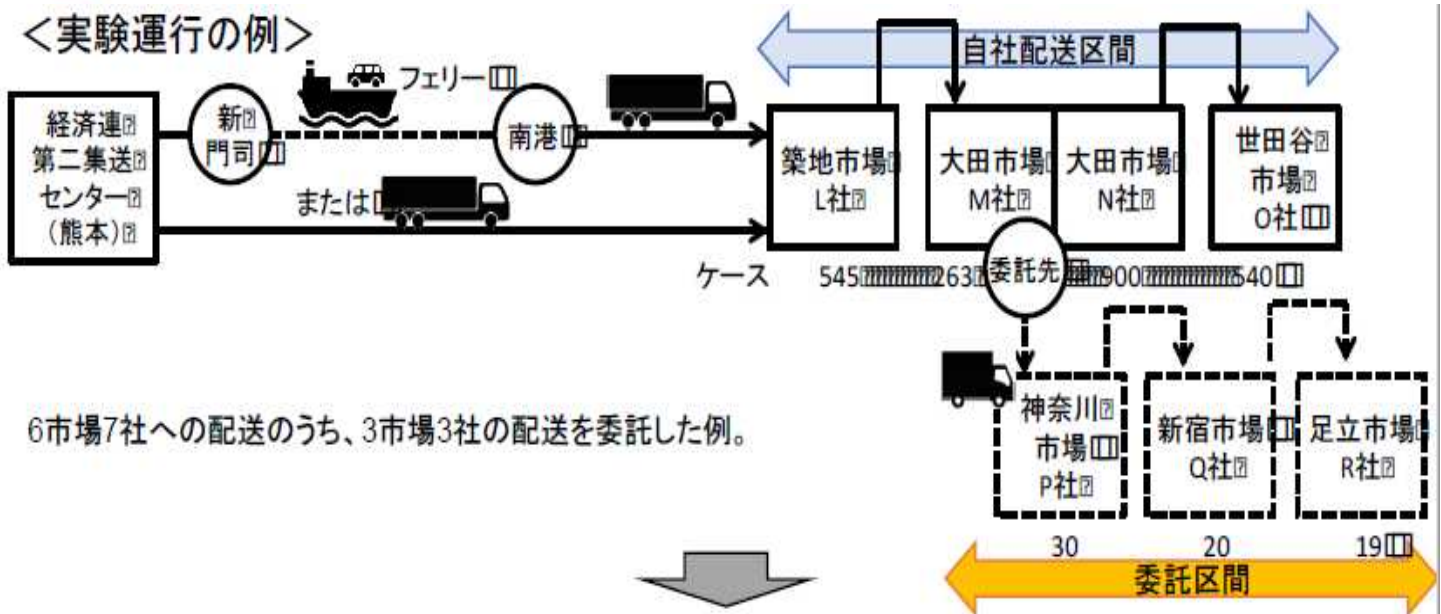 ＜実験運行の例＞
自社配送区間
フェリー
経済連
第二集送
センター
（熊本）
新
門司
南港
または
築地市場
L社
大田市場
M社
大田市場
N社
世田谷
市場
O社
ケース 545 263 900 540
委託先
6市場7社への配送のうち、3市場3社の配送を委託した例。
神奈川
市場
P社
新宿市場
Q社
足立市場
R社
30 20 19
委託区間